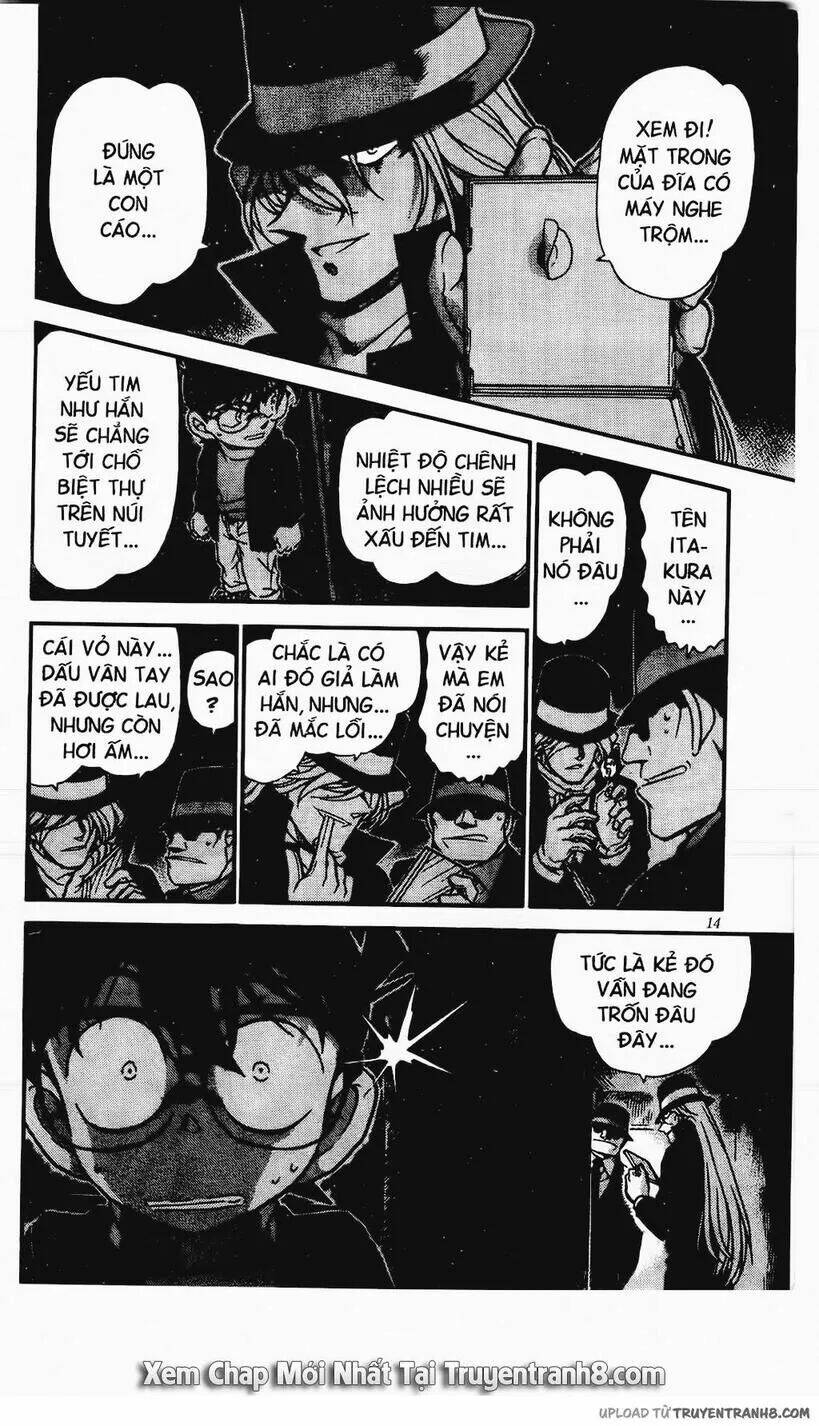 XEM ĐI!
MẶT TRONG
CỦA ĐĨA CÓ
MÁY NGHE
TRỘM...
ĐÚNG
LÀ MỘT
CON
CÁO...
TÊN
ITA-
KURA
NÀY
...
KHÔNG
PHẢI
NÓ ĐÂU
...
NHIỆT ĐỘ CHÊNH
LỆCH NHIỀU SẼ
ẢNH HƯỞNG RẤT
XẤU ĐẾN TIM...
YẾU TIM
NHƯ HẮN
SẼ CHẲNG
TỚI CHỖ
BIỆT THỰ
TRÊN NÚI
TUYẾT...
VẬY KẺ
MÀ EM
ĐÃ NÓI
CHUYỆN
...
CHẮC LÀ CÓ
AI ĐÓ GIẢ LÀM
HẮN, NHƯNG...
ĐÃ MẮC LỖI...
SAO
?
CÁI VỎ NÀY...
DẤU VÂN TAY
ĐÃ ĐƯỢC LAU,
NHƯNG CÒN
HƠI ẤM...
14
TỨC LÀ KẺ ĐÓ
VẪN ĐANG
TRỐN ĐÂU
ĐÂY...
Xem Chap Mới Nhất Tại Truyentranh8.com
UPLOAD TỪ TRUYENTRANH8.COM